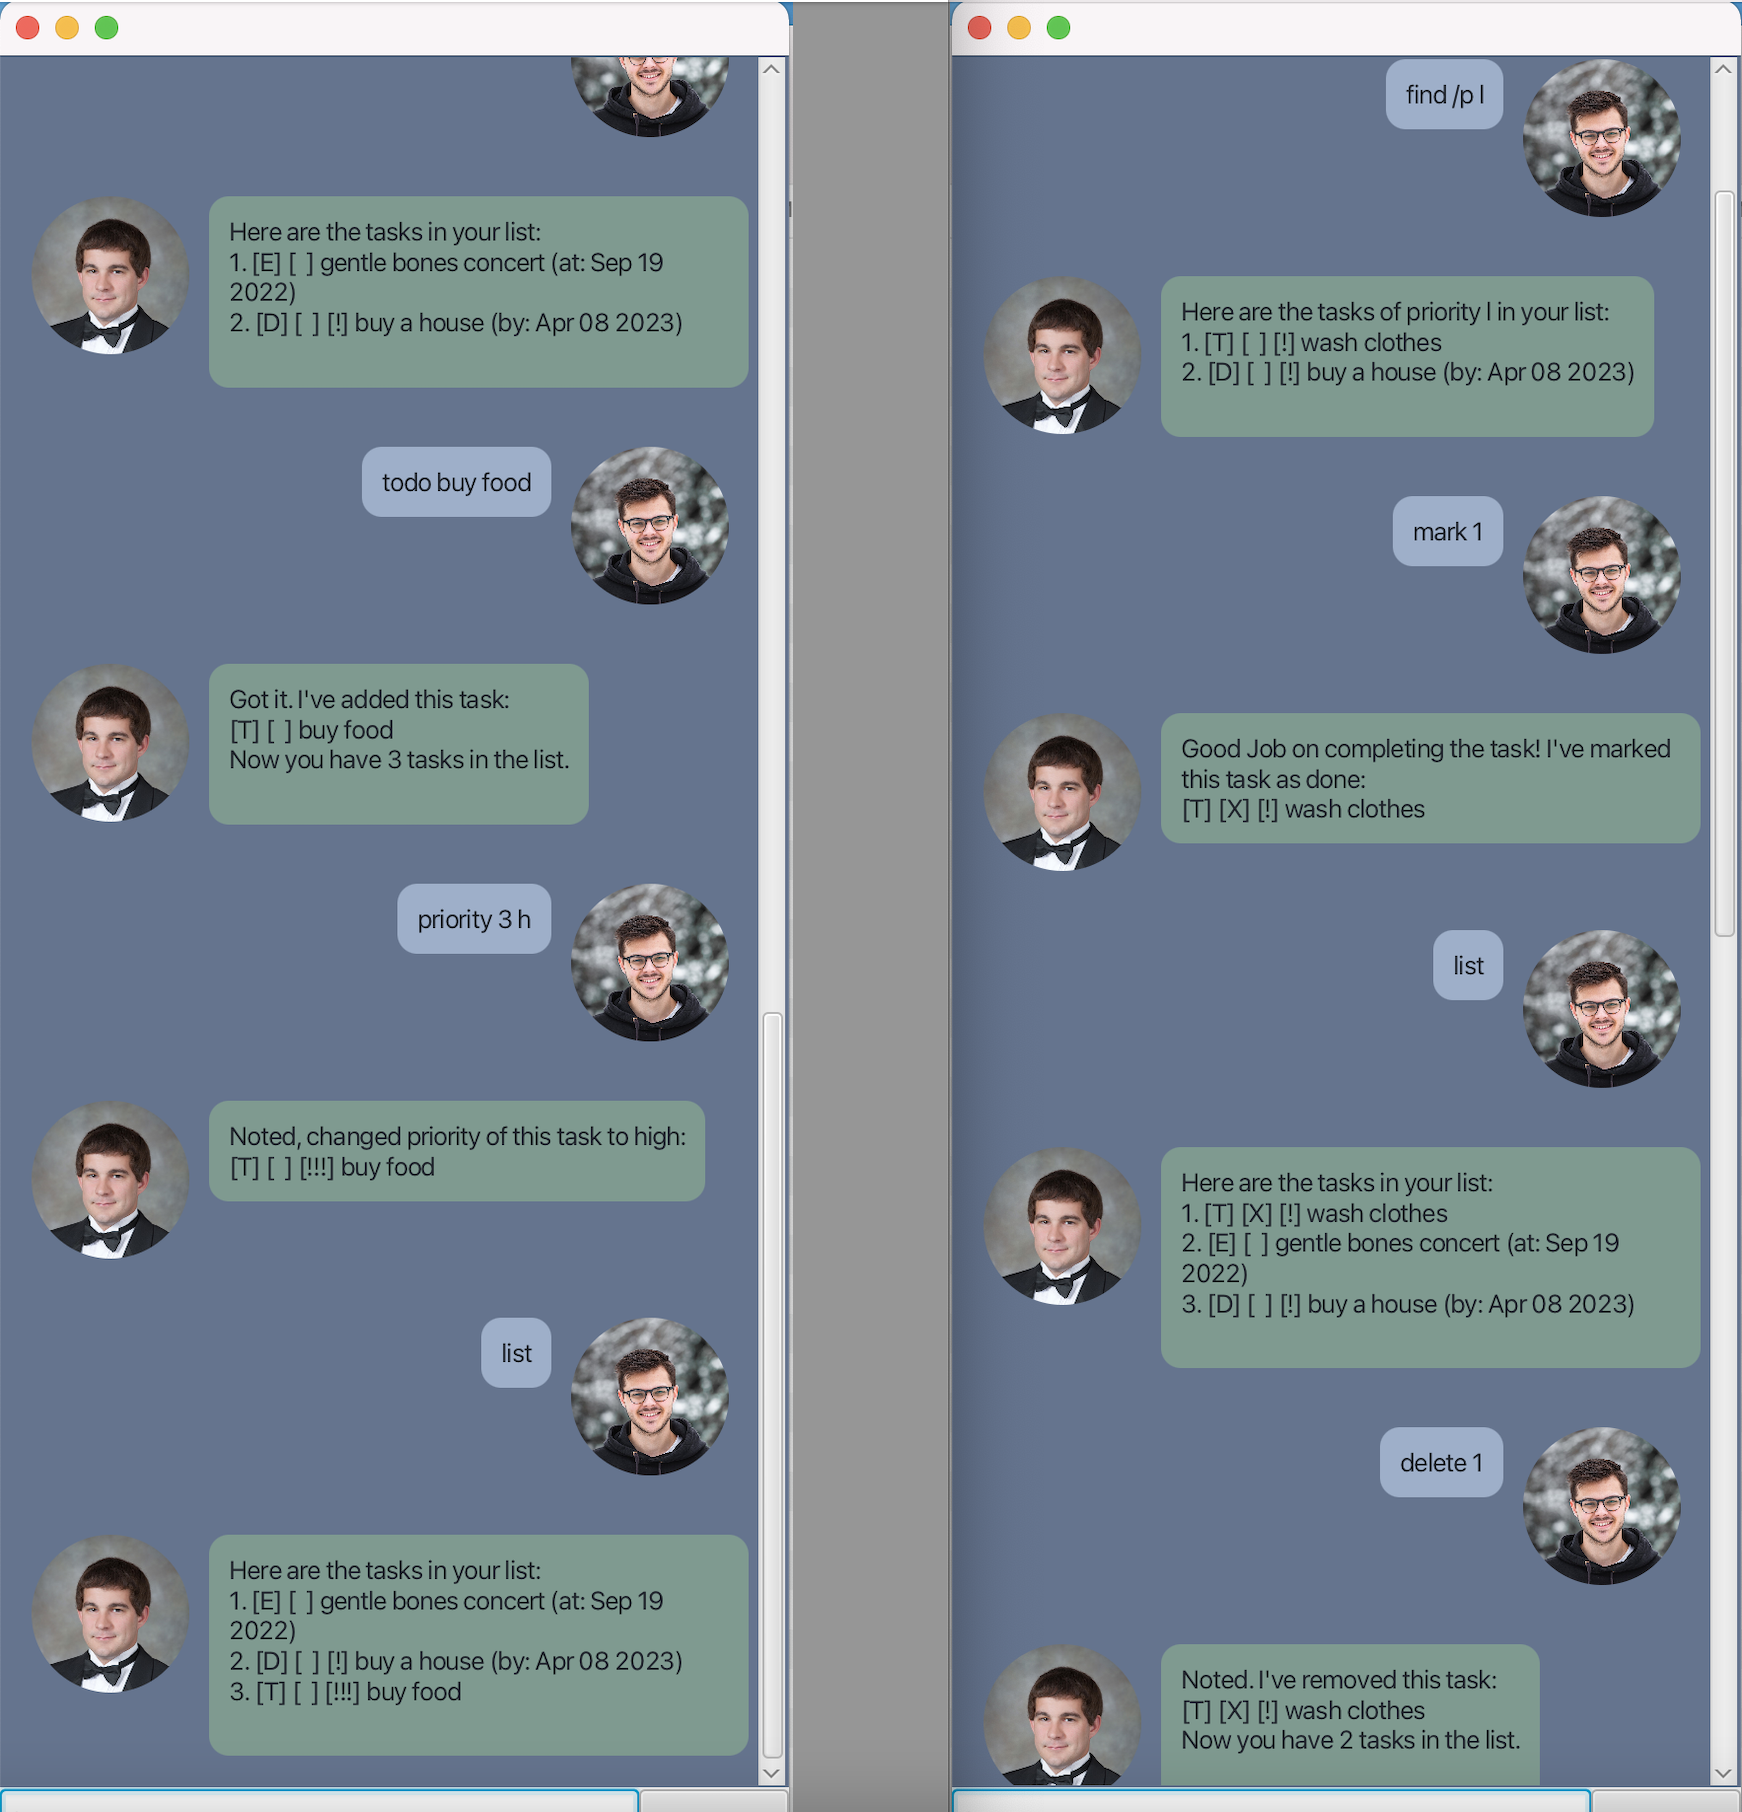 Here are the tasks in your list:
1. [E] [ ] gentle bones concert (at: Sep 19
2022)
2. [D] [ ] [!] buy a house (by: Apr 08 2023)
todo buy food
Got it. I've added this task:
[T] [ ] buy food
Now you have 3 tasks in the list.
priority 3 h
Noted, changed priority of this task to high:
[T] [ ] [!!!] buy food
list
Here are the tasks in your list:
1. [E] [ ] gentle bones concert (at: Sep 19
2022)
2. [D] [ ] [!] buy a house (by: Apr 08 2023)
3. [T] [ ] [!!!] buy food
find /p l
Here are the tasks of priority l in your list:
1. [T] [ ] [!] wash clothes
2. [D] [ ] [!] buy a house (by: Apr 08 2023)
mark 1
Good Job on completing the task! I've marked
this task as done:
[T] [X] [!] wash clothes
list
Here are the tasks in your list:
1. [T] [X] [!] wash clothes
2. [E] [ ] gentle bones concert (at: Sep 19
2022)
3. [D] [ ] [!] buy a house (by: Apr 08 2023)
delete 1
Noted. I've removed this task:
[T] [X] [!] wash clothes
Now you have 2 tasks in the list.